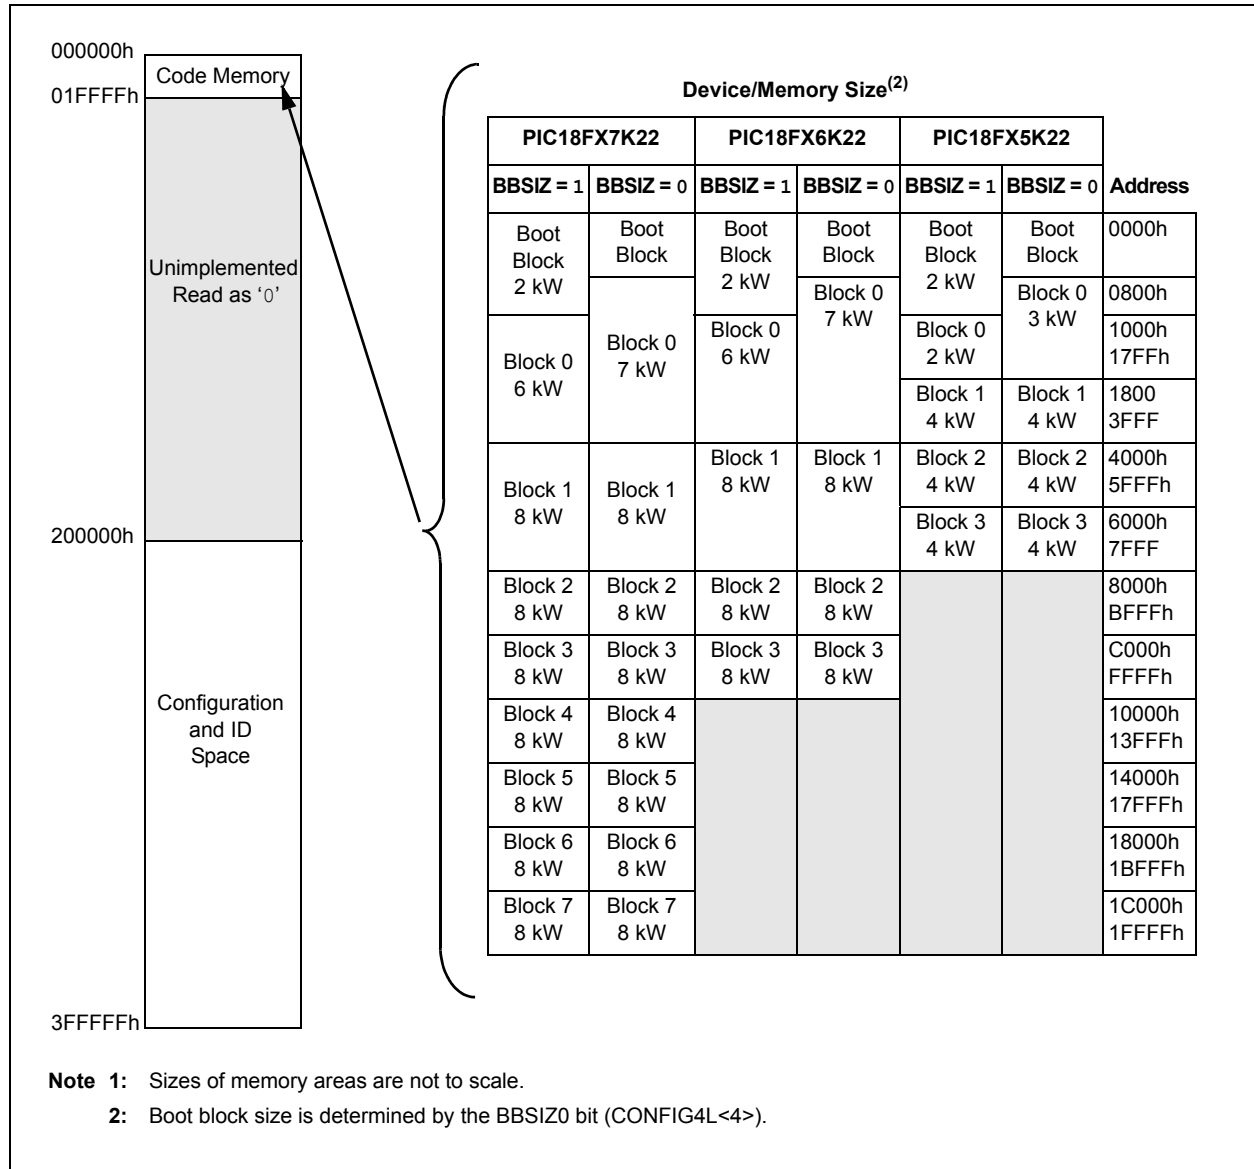 000000h
Code Memory
01FFFFh
Unimplemented
Read as ‘0’
200000h
Configuration
and ID
Space
3FFFFFh
Device/Memory Size(2)
PIC18FX7K22 PIC18FX6K22 PIC18FX5K22
BBSIZ = 1 BBSIZ = 0 BBSIZ = 1 BBSIZ = 0 BBSIZ = 1 BBSIZ = 0 Address
Boot Boot Boot Boot Boot Boot 0000h
Block Block Block Block Block Block
2 kW 2 kW 2 kW
Block 0 Block 0 0800h
7 kW 3 kW
Block 0 Block 0 Block 0 1000h
7 kW 6 kW 2 kW 17FFh
Block 0
6 kW
Block 1 Block 1 1800
4 kW 4 kW 3FFF
Block 1 Block 1 Block 2 Block 2 4000h
8 kW 8 kW 4 kW 4 kW 5FFFh
Block 1 Block 1
8 kW 8 kW
Block 3 Block 3 6000h
4 kW 4 kW 7FFF
Block 2 Block 2 Block 2 Block 2 8000h
8 kW 8 kW 8 kW 8 kW BFFFh
Block 3 Block 3 Block 3 Block 3 C000h
8 kW 8 kW 8 kW 8 kW FFFFh
Block 4 Block 4 10000h
8 kW 8 kW 13FFFh
Block 5 Block 5 14000h
8 kW 8 kW 17FFFh
Block 6 Block 6 18000h
8 kW 8 kW 1BFFFh
Block 7 Block 7 1C000h
8 kW 8 kW 1FFFFh
Note 1: Sizes of memory areas are not to scale.
2: Boot block size is determined by the BBSIZ0 bit (CONFIG4L<4>).